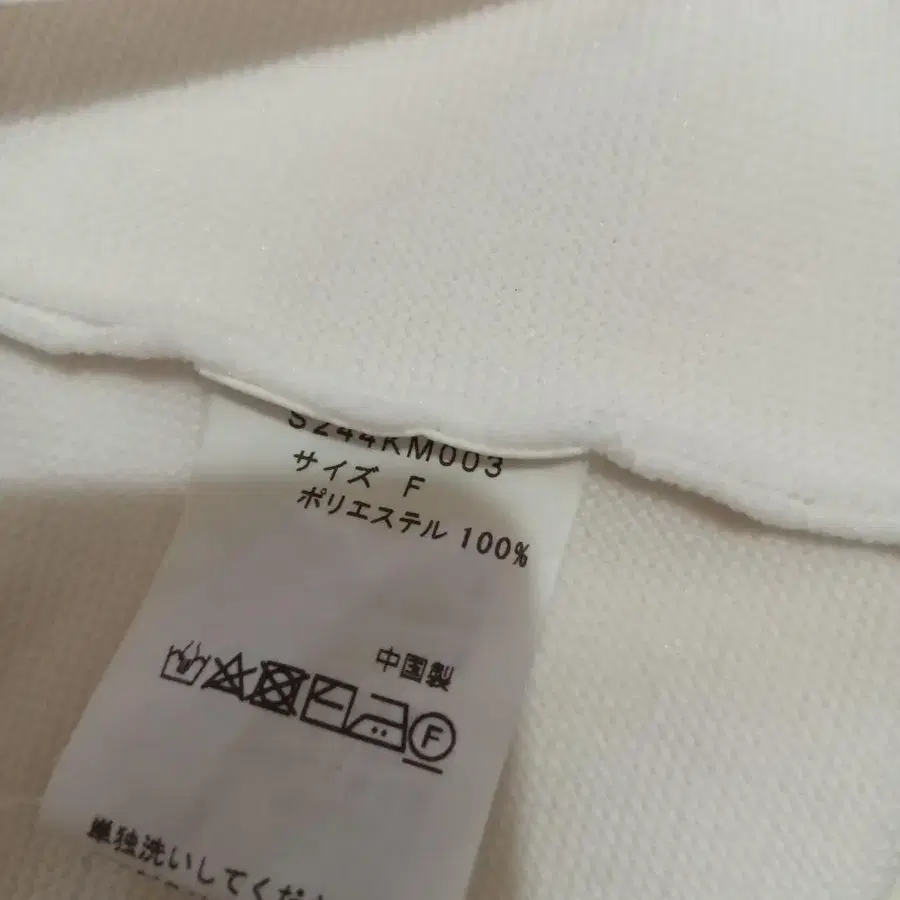 S244KM003
サイズ F
ポリエステル 100%
中国製
F
単独洗いしてくだ